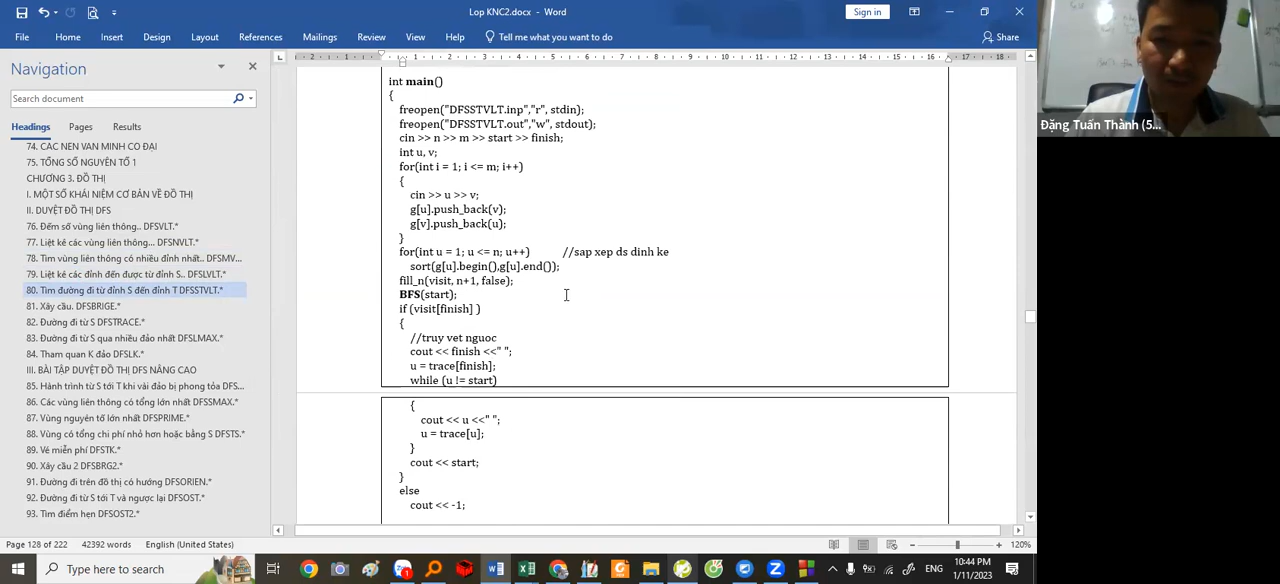 Lop KNC2.docx - Word
Sign in
File
Home
Insert
Design
Layout
References
Mailings
Review
View
Help
Tell me what you want to do
Share
Navigation
Search document
Headings
Pages
Results
74. CÁC NỀN VĂN MINH CỔ ĐẠI
75. TỔNG SỐ NGUYÊN TỐ 1
CHƯƠNG 3. ĐỒ THỊ
I. MỘT SỐ KHÁI NIỆM CƠ BẢN VỀ ĐỒ THỊ
II. DUYỆT ĐỒ THỊ DFS
76. Đếm số vùng liên thông.. DFSVLT.*
77. Liệt kê các vùng liên thông... DFSNVLT.*
78. Tìm vùng liên thông có nhiều đỉnh nhất.. DFSMV...
79. Liệt kê các đỉnh đến được từ đỉnh S.. DFSLVLT.*
80. Tìm đường đi từ đỉnh S đến đỉnh T DFSSTVLT.*
81. Xây cầu. DFSBRIGE.*
82. Đường đi từ S DFSTRACE.*
83. Đường đi từ S qua nhiều đảo nhất DFSLMAX.*
84. Tham quan K đảo DFSLK.*
III. BÀI TẬP DUYỆT ĐỒ THỊ DFS NÂNG CAO
85. Hành trình từ S tới T khi vài đảo bị phong tỏa DFS...
86. Các vùng liên thông có tổng lớn nhất DFSSMAX.*
87. Vùng nguyên tố lớn nhất DFSPRIME.*
88. Vùng có tổng chi phí nhỏ hơn hoặc bằng S DFSTS.*
89. Vé miễn phí DFSTK.*
90. Xây cầu 2 DFSBRG2.*
91. Đường đi trên đồ thị có hướng DFSORIEN.*
92. Đường đi từ S tới T và ngược lại DFSOST.*
93. Tìm điểm hẹn DFSOST2.*
int main()
{
freopen("DFSSTVLT.inp","r", stdin);
freopen("DFSSTVLT.out","w", stdout);
cin >> n >> m >> start >> finish;
int u, v;
for(int i = 1; i <= m; i++)
{
cin >> u >> v;
g[u].push_back(v);
g[v].push_back(u);
}
for(int u = 1; u <= n; u++) //sap xep ds dinh ke
sort(g[u].begin(),g[u].end());
fill_n(visit, n+1, false);
BFS(start);
if (visit[finish] )
{
//truy vet nguoc
cout << finish <<" ";
u = trace[finish];
while (u != start)
{
cout << u <<" ";
u = trace[u];
}
cout << start;
}
else
cout << -1;
Đặng Tuấn Thành (5...
Page 128 of 222
42392 words
English (United States)
120%
Type here to search
ENG
10:44 PM
1/11/2023